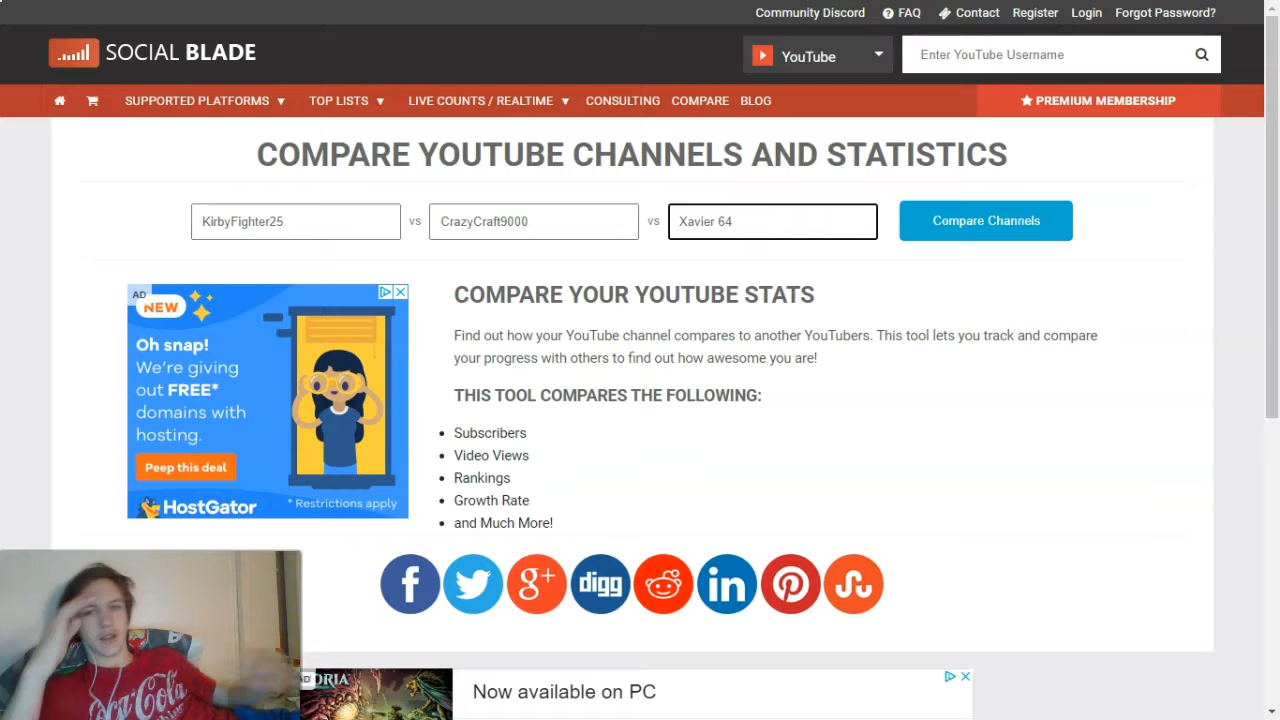 Community Discord FAQ Contact Register Login Forgot Password?
SOCIAL BLADE
YouTube
Enter YouTube Username
SUPPORTED PLATFORMS ▼ TOP LISTS ▼ LIVE COUNTS / REALTIME ▼ CONSULTING COMPARE BLOG
PREMIUM MEMBERSHIP
COMPARE YOUTUBE CHANNELS AND STATISTICS
KirbyFighter25 vs CrazyCraft9000 vs Xavier 64 Compare Channels
AD
NEW
Oh snap!
We're giving
out FREE*
domains with
hosting.
Peep this deal
HostGator
* Restrictions apply
COMPARE YOUR YOUTUBE STATS
Find out how your YouTube channel compares to another YouTubers. This tool lets you track and compare
your progress with others to find out how awesome you are!
THIS TOOL COMPARES THE FOLLOWING:
• Subscribers
• Video Views
• Rankings
• Growth Rate
• and Much More!
f
g+
digg
in
Coca-Cola
AD
Now available on PC